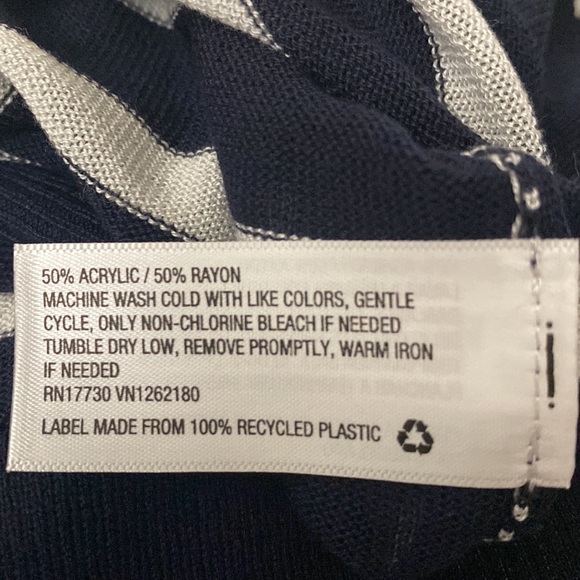 50% ACRYLIC / 50% RAYON
MACHINE WASH COLD WITH LIKE COLORS, GENTLE
CYCLE, ONLY NON-CHLORINE BLEACH IF NEEDED
TUMBLE DRY LOW, REMOVE PROMPTLY, WARM IRON
IF NEEDED
RN17730 VN1262180
LABEL MADE FROM 100% RECYCLED PLASTIC